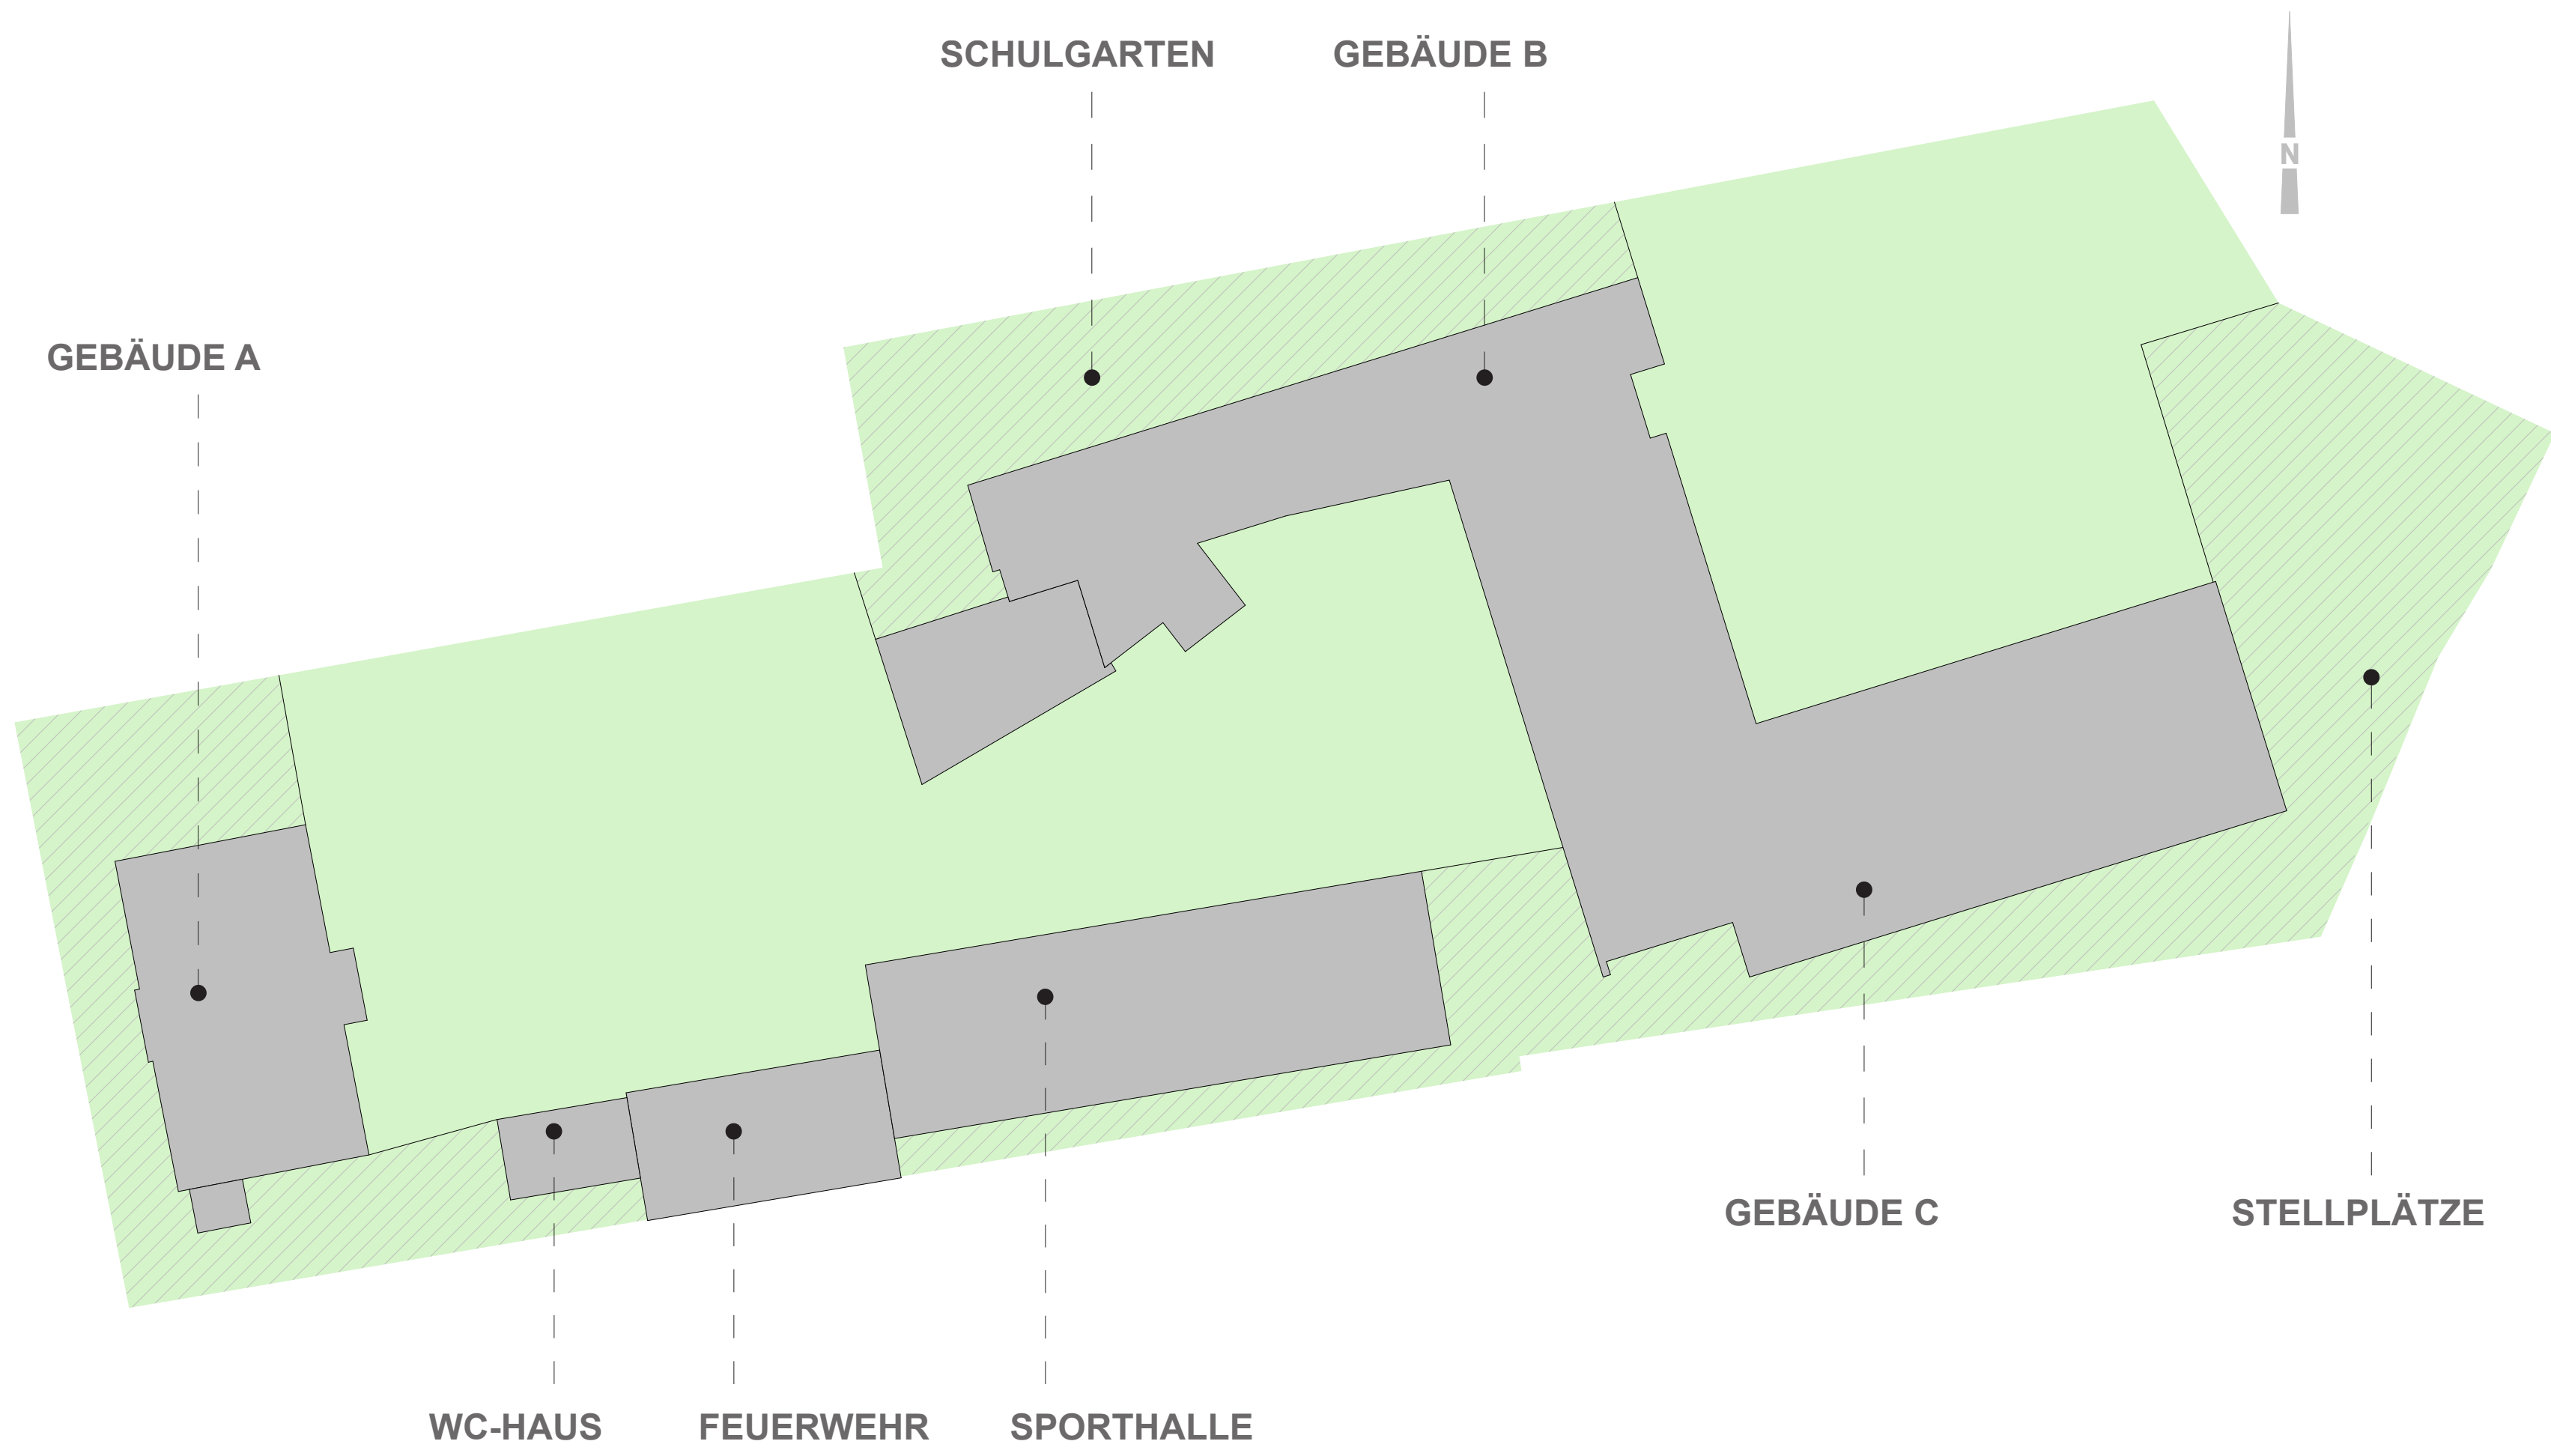 SCHULGARTEN
GEBÄUDE B
N
GEBÄUDE A
GEBÄUDE C
STELLPLÄTZE
WC-HAUS
FEUERWEHR
SPORTHALLE